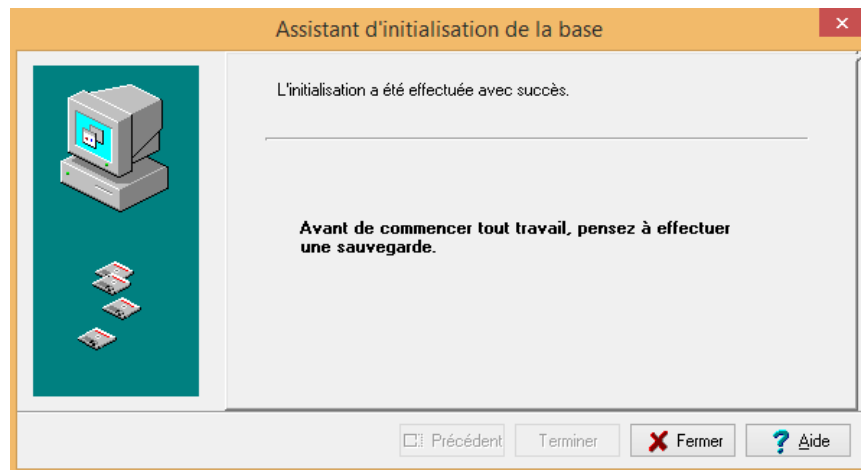 Assistant d'initialisation de la base
L'initialisation a été effectuée avec succès.
Avant de commencer tout travail, pensez à effectuer
une sauvegarde.
Précédent Terminer Fermer Aide